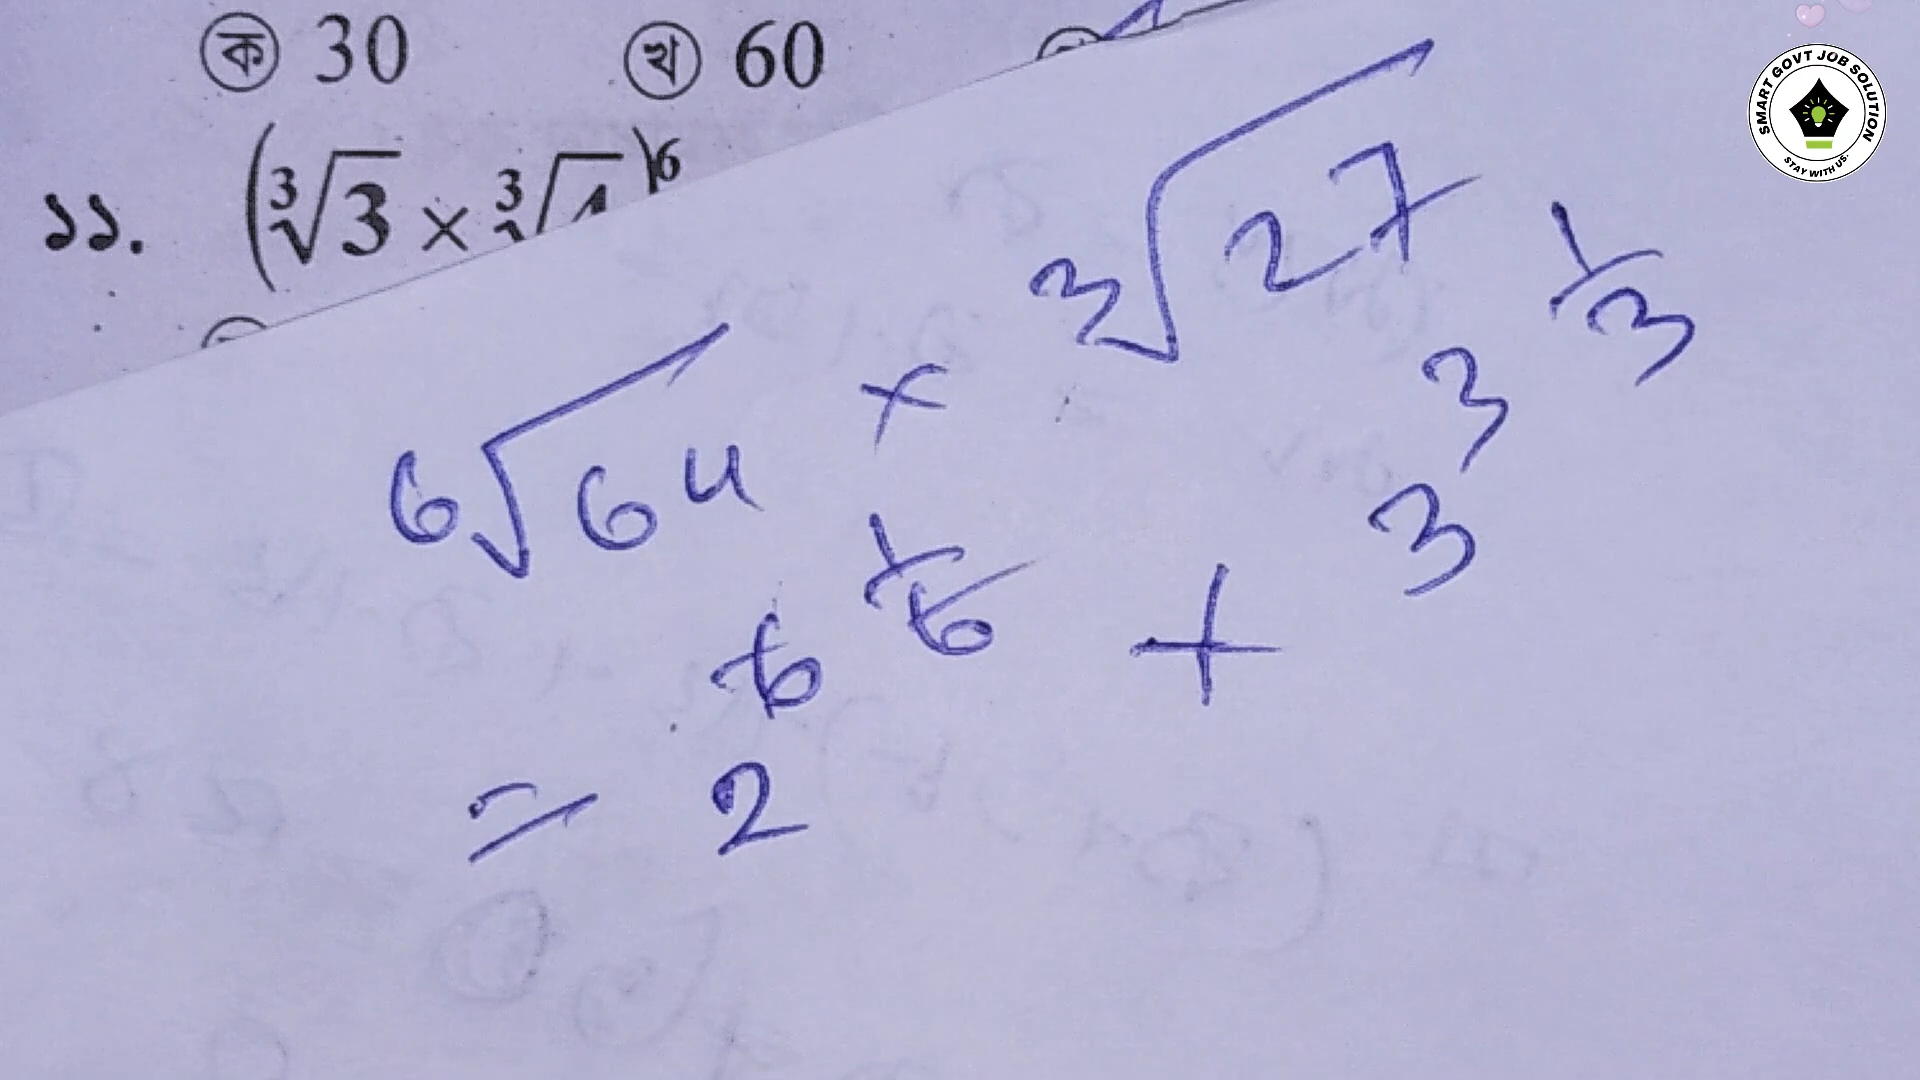 ক 30 খ 60
১১. (∛3 × ∛4)^6
⁶√64 × ∛27
6^(1/6) + 3^3^(1/3)
= 2 3
SMART GOVT JOB SOLUTION
STAY WITH US.